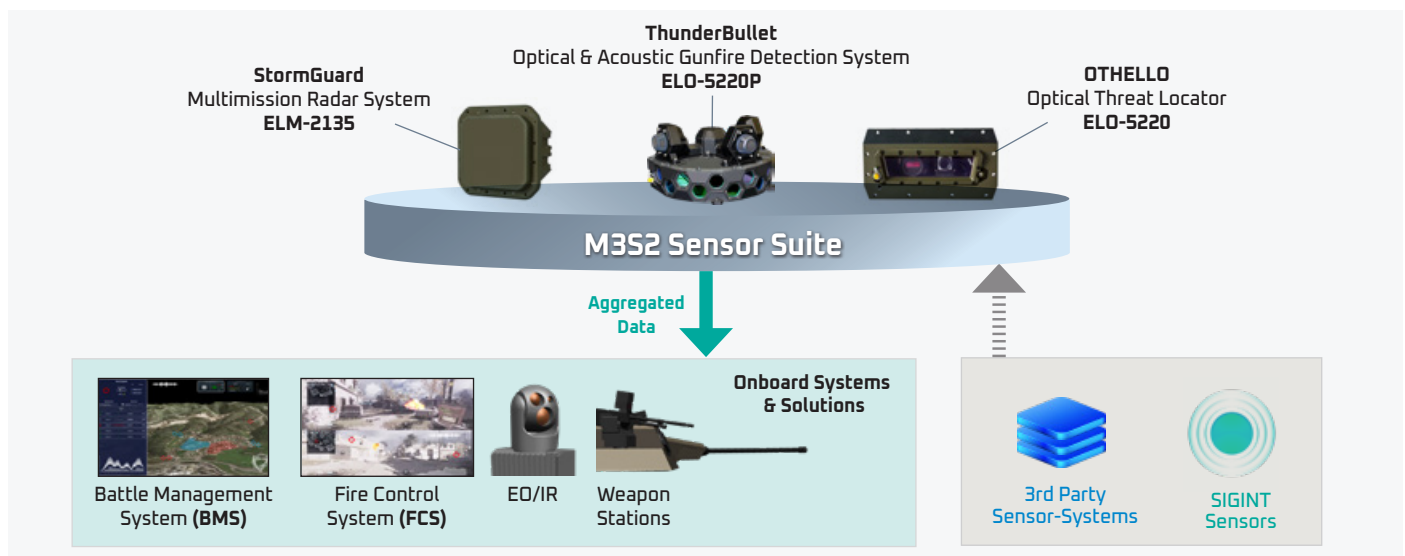 ThunderBullet
Optical & Acoustic Gunfire Detection System
ELO-5220P
StormGuard
Multimission Radar System
ELM-2135
OTHELLO
Optical Threat Locator
ELO-5220
M3S2 Sensor Suite
Aggregated
Data
Onboard Systems
& Solutions
Battle Management
System (BMS)
Fire Control
System (FCS)
EO/IR
Weapon
Stations
3rd Party
Sensor-Systems
SIGINT
Sensors